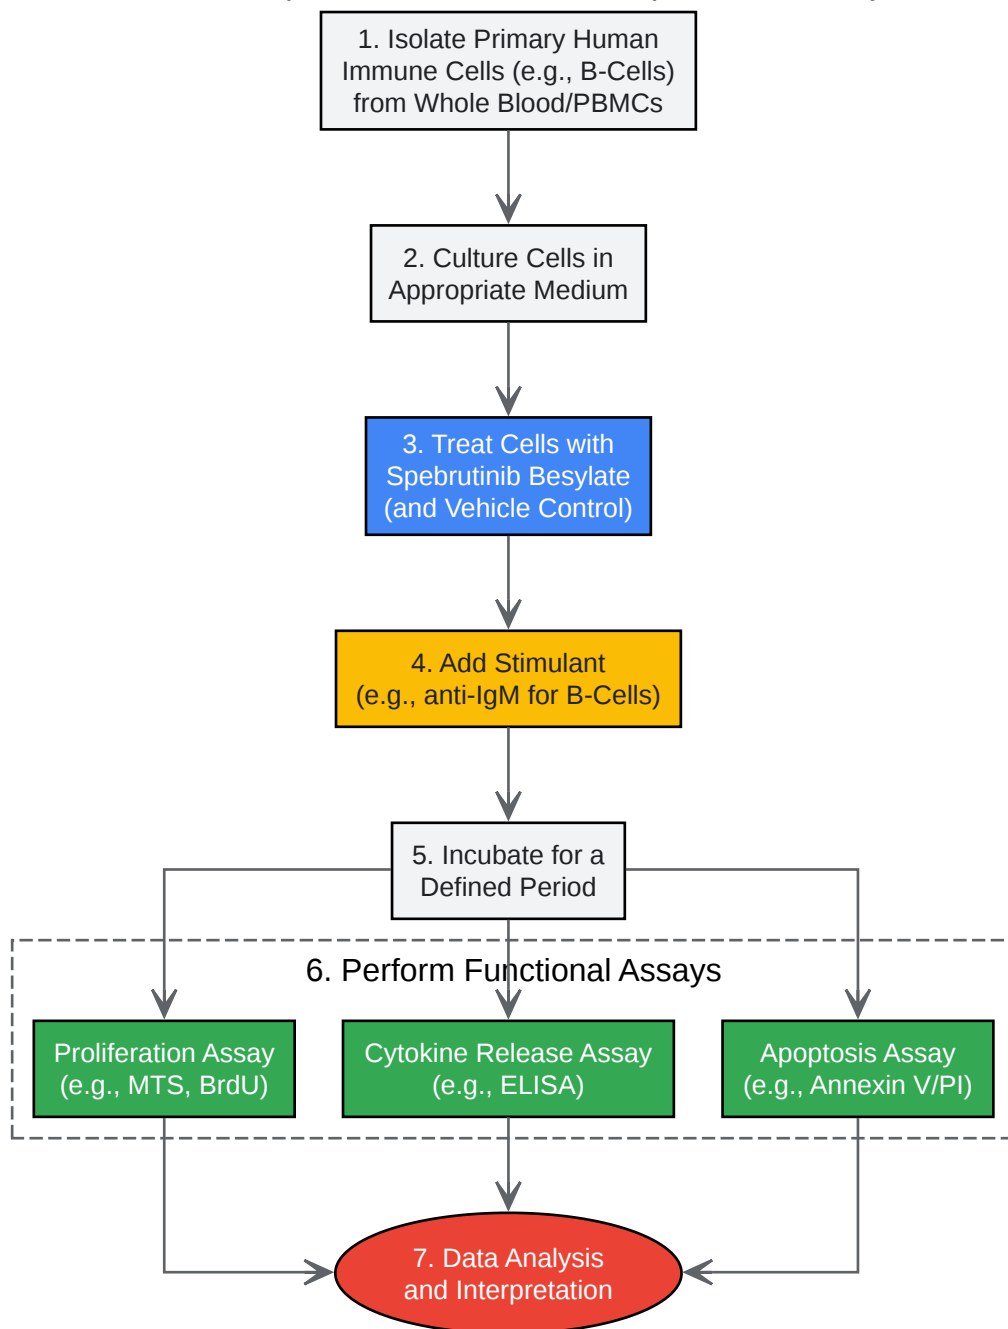 1. Isolate Primary Human
Immune Cells (e.g., B-Cells)
from Whole Blood/PBMCs
2. Culture Cells in
Appropriate Medium
3. Treat Cells with
Spebrutinib Besylate
(and Vehicle Control)
4. Add Stimulant
(e.g., anti-IgM for B-Cells)
5. Incubate for a
Defined Period
6. Perform Functional Assays
Proliferation Assay
(e.g., MTS, BrdU)
Cytokine Release Assay
(e.g., ELISA)
Apoptosis Assay
(e.g., Annexin V/PI)
7. Data Analysis
and Interpretation